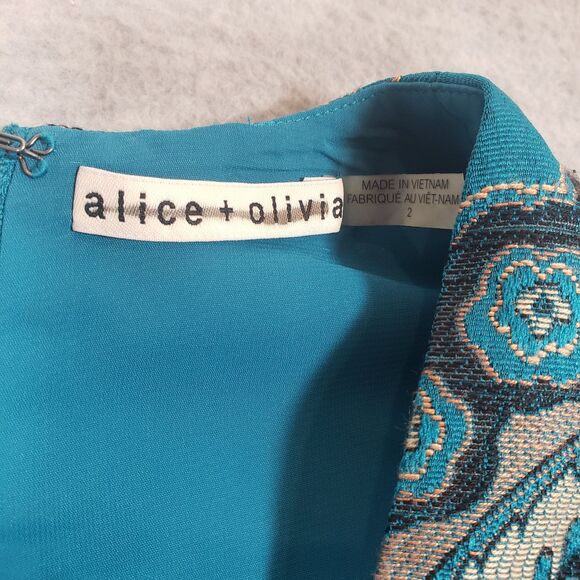 alice + olivia
MADE IN VIETNAM
FABRIQUÉ AU VIÊT-NAM
2